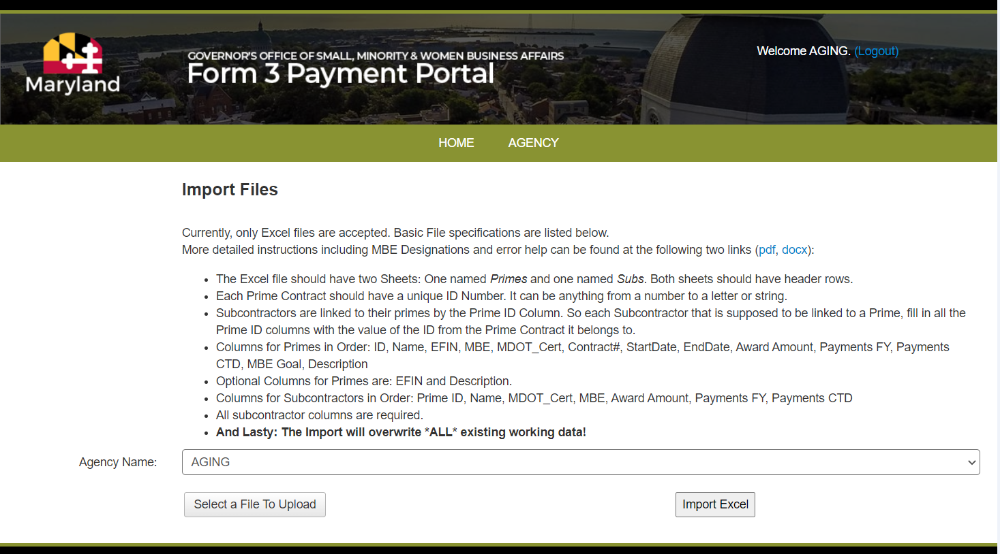 Maryland
GOVERNOR'S OFFICE OF SMALL, MINORITY & WOMEN BUSINESS AFFAIRS
Form 3 Payment Portal
Welcome AGING. (Logout)
HOME AGENCY
Import Files
Currently, only Excel files are accepted. Basic File specifications are listed below.
More detailed instructions including MBE Designations and error help can be found at the following two links (pdf, docx):
• The Excel file should have two Sheets: One named Primes and one named Subs. Both sheets should have header rows.
• Each Prime Contract should have a unique ID Number. It can be anything from a number to a letter or string.
• Subcontractors are linked to their primes by the Prime ID Column. So each Subcontractor that is supposed to be linked to a Prime, fill in all the
Prime ID columns with the value of the ID from the Prime Contract it belongs to.
• Columns for Primes in Order: ID, Name, EFIN, MBE, MDOT_Cert, Contract#, StartDate, EndDate, Award Amount, Payments FY, Payments
CTD, MBE Goal, Description
• Optional Columns for Primes are: EFIN and Description.
• Columns for Subcontractors in Order: Prime ID, Name, MDOT_Cert, MBE, Award Amount, Payments FY, Payments CTD
• All subcontractor columns are required.
• And Lasty: The Import will overwrite *ALL* existing working data!
Agency Name: AGING
Select a File To Upload Import Excel